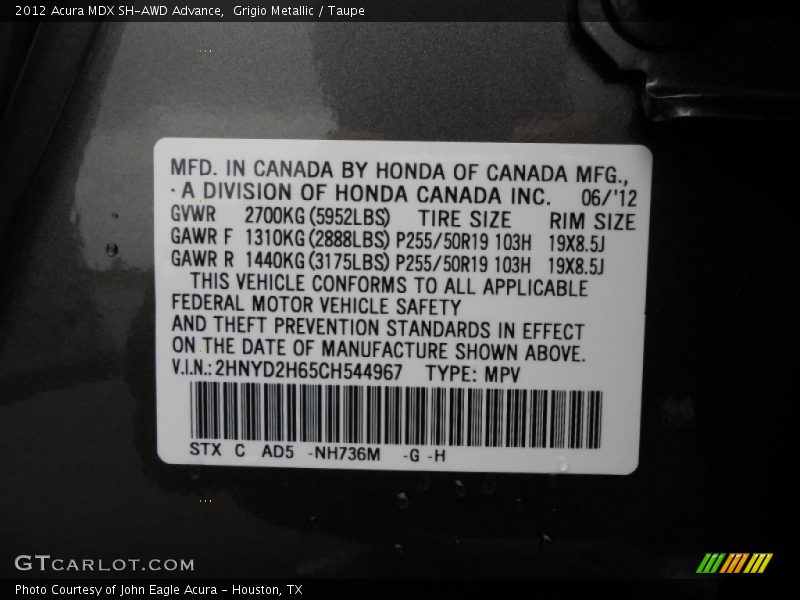 2012 Acura MDX SH-AWD Advance,  Grigio Metallic / Taupe
MFD. IN CANADA BY HONDA OF CANADA MFG.,
- A DIVISION OF HONDA CANADA INC. 06/'12
GVWR 2700KG (5952LBS) TIRE SIZE RIM SIZE
GAWR F 1310KG (2888LBS) P255/50R19 103H 19X8.5J
GAWR R 1440KG (3175LBS) P255/50R19 103H 19X8.5J
THIS VEHICLE CONFORMS TO ALL APPLICABLE
FEDERAL MOTOR VEHICLE SAFETY
AND THEFT PREVENTION STANDARDS IN EFFECT
ON THE DATE OF MANUFACTURE SHOWN ABOVE.
V.I.N.: 2HNYD2H65CH544967 TYPE: MPV
STX C AD5 -NH736M -G -H
GTCARLOT.COM
Photo Courtesy of John Eagle Acura - Houston, TX